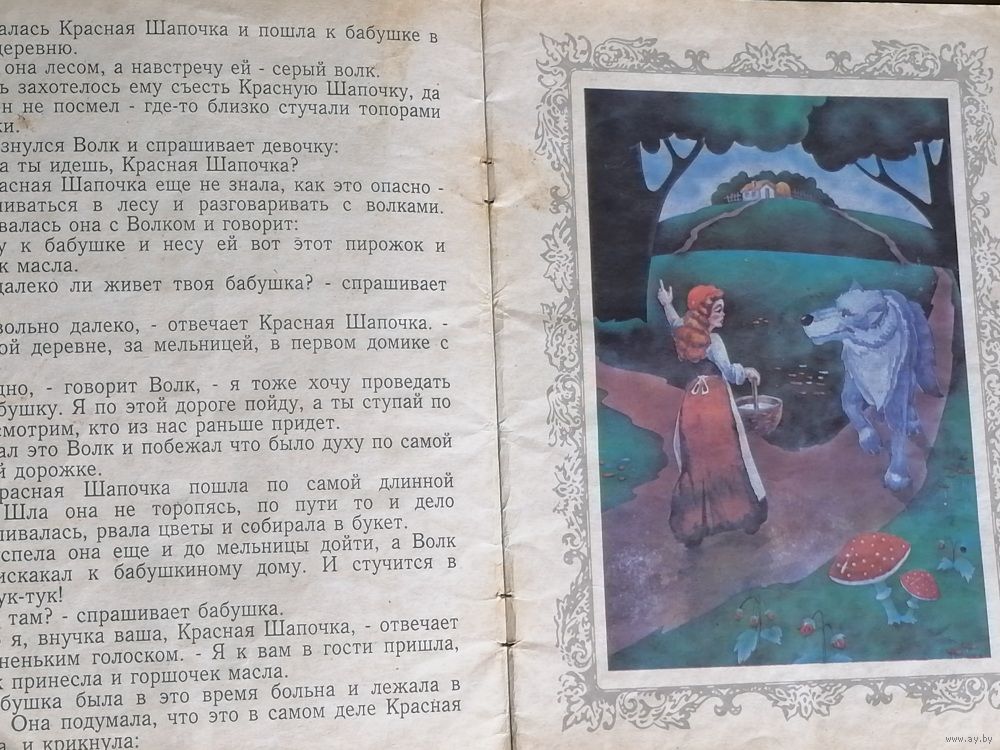 алась Красная Шапочка и пошла к бабушке в
деревню.
она лесом, а навстречу ей - серый волк.
захотелось ему съесть Красную Шапочку, да
н не посмел - где-то близко стучали топорами
ки.
знулся Волк и спрашивает девочку:
а ты идешь, Красная Шапочка?
асная Шапочка еще не знала, как это опасно -
ливаться в лесу и разговаривать с волками.
валась она с Волком и говорит:
у к бабушке и несу ей вот этот пирожок и
к масла.
далеко ли живет твоя бабушка? - спрашивает
вольно далеко, - отвечает Красная Шапочка. -
ой деревне, за мельницей, в первом домике с
дно, - говорит Волк, - я тоже хочу проведать
бушку. Я по этой дороге пойду, а ты ступай по
смотрим, кто из нас раньше придет.
ал это Волк и побежал что было духу по самой
й дорожке.
расная Шапочка пошла по самой длинной
Шла она не торопясь, по пути то и дело
ливалась, рвала цветы и собирала в букет.
спела она еще и до мельницы дойти, а Волк
искакал к бабушкиному дому. И стучится в
ук-тук!
там? - спрашивает бабушка.
я, внучка ваша, Красная Шапочка, - отвечает
неньким голоском. - Я к вам в гости пришла,
к принесла и горшочек масла.
бушка была в это время больна и лежала в
Она подумала, что это в самом деле Красная
а, и крикнула:
www.ay.by